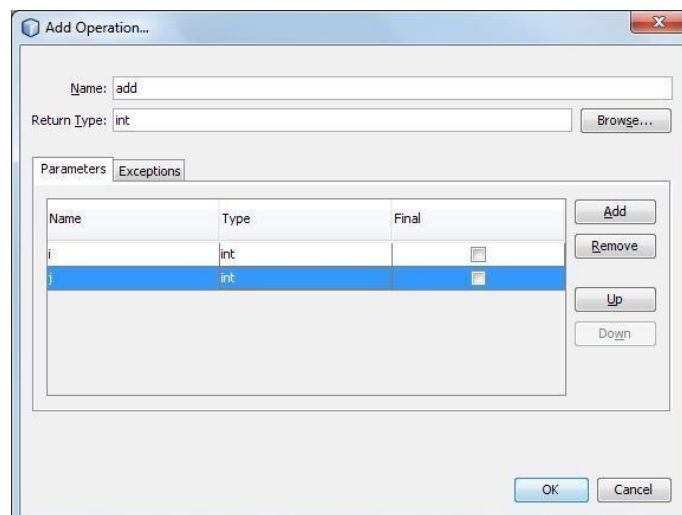 Add Operation...
Name: add
Return Type: int Browse...
Parameters Exceptions
Name Type Final Add
i int Remove
j int
Up
Down
OK Cancel